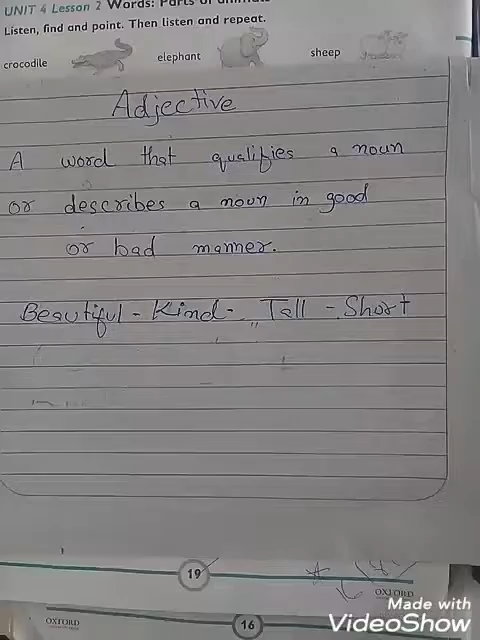 UNIT 4 Lesson 2 Words: Parts of animals
Listen, find and point. Then listen and repeat.
crocodile elephant sheep
Adjective
A word that qualifies a noun
or describes a noun in good
or bad manner.
Beautiful - Kind - Tall - Short
19
OXFORD
OXFORD
16
Made with
VideoShow